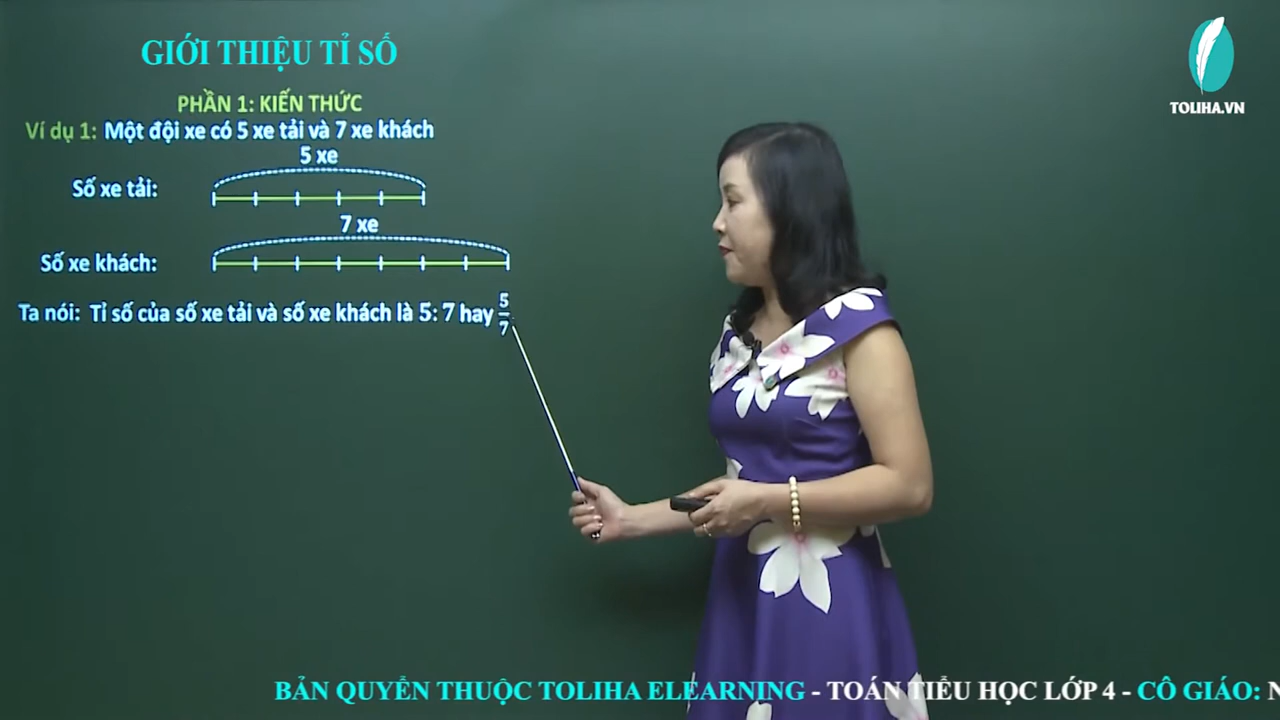 GIỚI THIỆU TỈ SỐ
TOLIHA.VN
PHẦN 1: KIẾN THỨC
Ví dụ 1: Một đội xe có 5 xe tải và 7 xe khách
5 xe
Số xe tải:
7 xe
Số xe khách:
Ta nói: Tỉ số của số xe tải và số xe khách là 5: 7 hay 5/7
BẢN QUYỂN THUỘC TOLIHA ELEARNING - TOÁN TIỂU HỌC LỚP 4 - CÔ GIÁO: